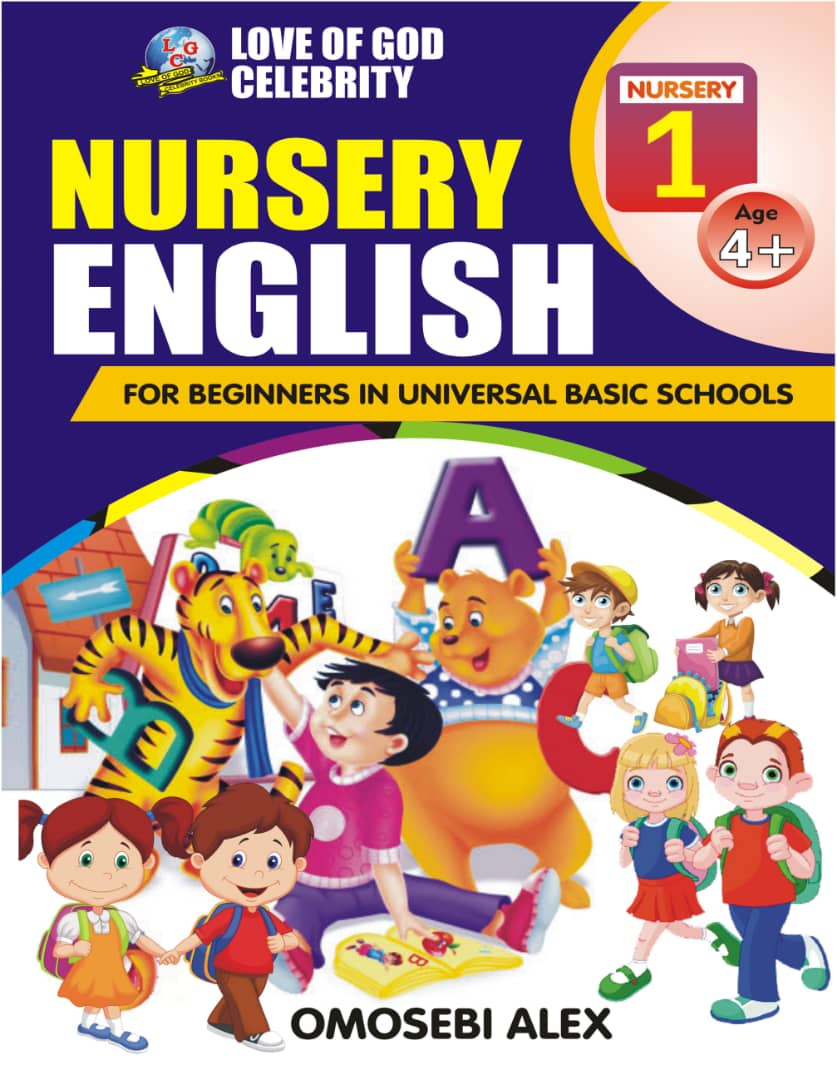 L
C G
C
LOVE OF GOD
CELEBRITY BOOKS
LOVE OF GOD
CELEBRITY
NURSERY
1
Age
4+
NURSERY
ENGLISH
FOR BEGINNERS IN UNIVERSAL BASIC SCHOOLS
A
E
B
C
B
OMOSEBI ALEX